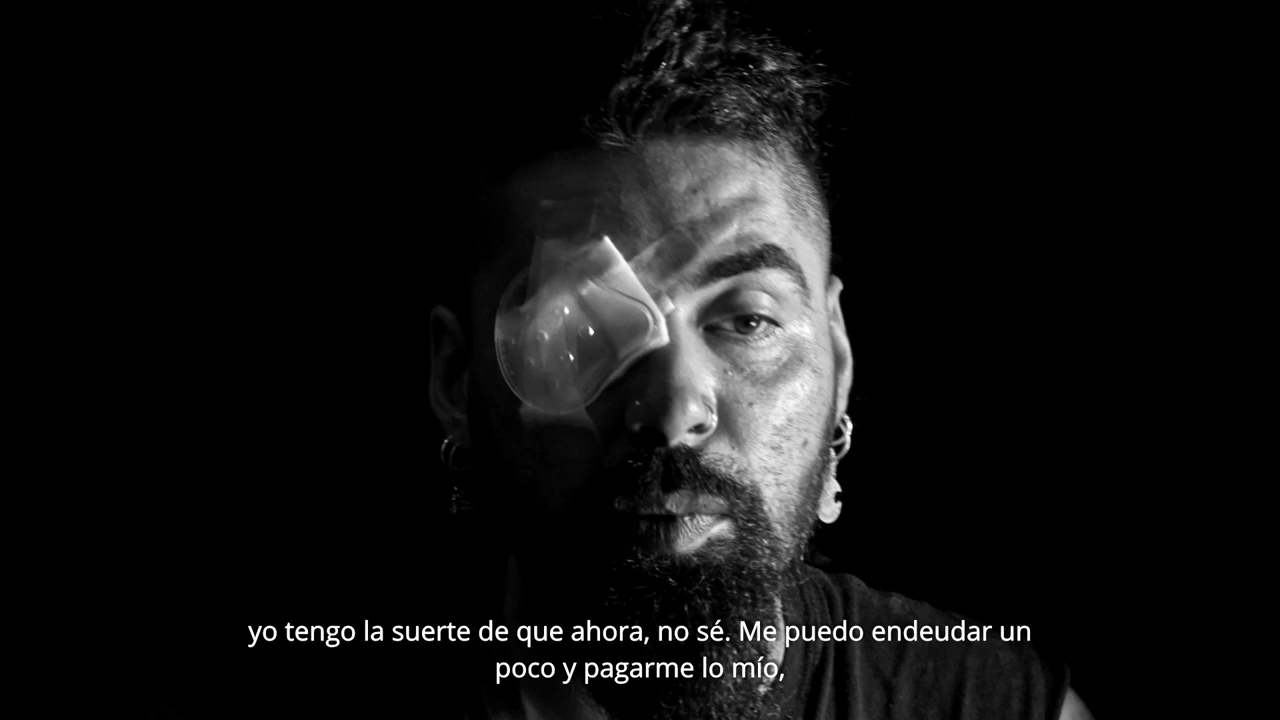 yo tengo la suerte de que ahora, no sé. Me puedo endeudar un
poco y pagarme lo mío,